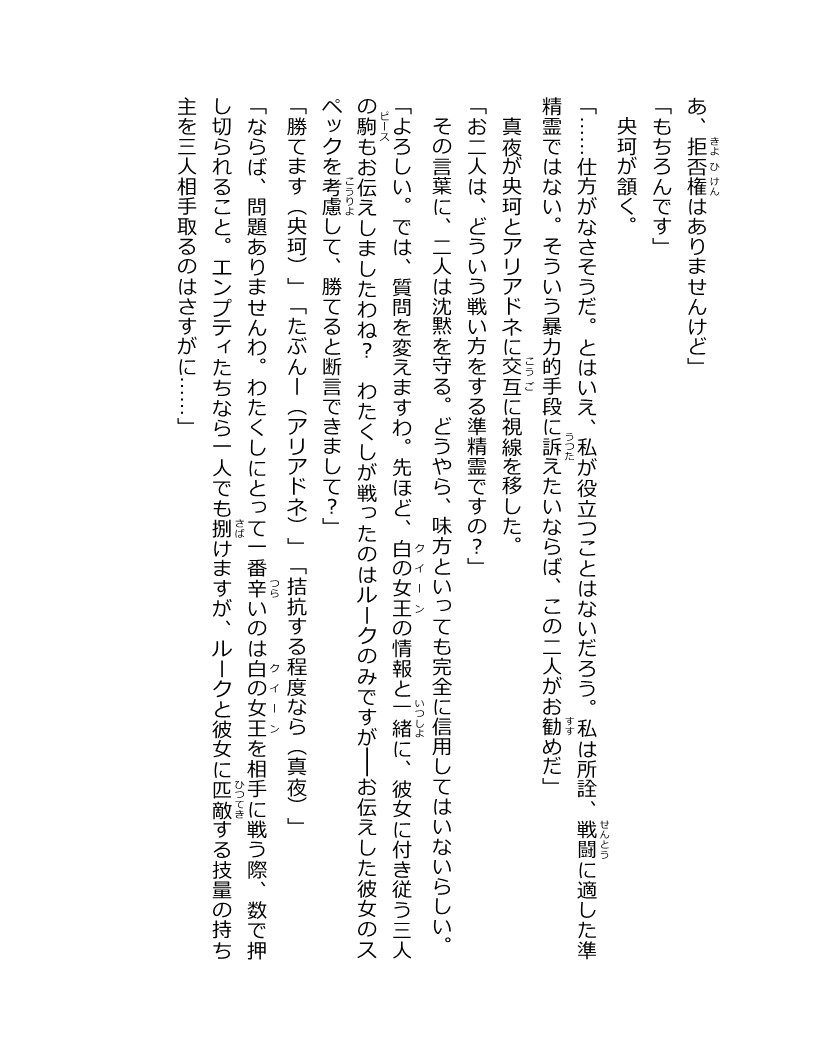 あ、拒否権はありませんけど」
「もちろんです」
　央珂が頷く。
「……仕方がなさそうだ。とはいえ、私が役立つことはないだろう。私は所詮、戦闘に適した準
精霊ではない。そういう暴力的手段に訴えたいならば、この二人がお勧めだ」
　真夜が央珂とアリアドネに交互に視線を移した。
「お二人は、どういう戦い方をする準精霊ですの？」
　その言葉に、二人は沈黙を守る。どうやら、味方といっても完全に信用してはいないらしい。
「よろしい。では、質問を変えますわ。先ほど、白の女王の情報と一緒に、彼女に付き従う三人
の駒もお伝えしましたわね？　わたくしが戦ったのはルークのみですが――お伝えした彼女のス
ペックを考慮して、勝てると断言できまして？」
「勝てます（央珂）」「たぶんー（アリアドネ）」「拮抗する程度なら（真夜）」
「ならば、問題ありませんわ。わたくしにとって一番辛いのは白の女王を相手に戦う際、数で押
し切られること。エンプティたちなら一人でも捌けますが、ルークと彼女に匹敵する技量の持ち
主を三人相手取るのはさすがに……」